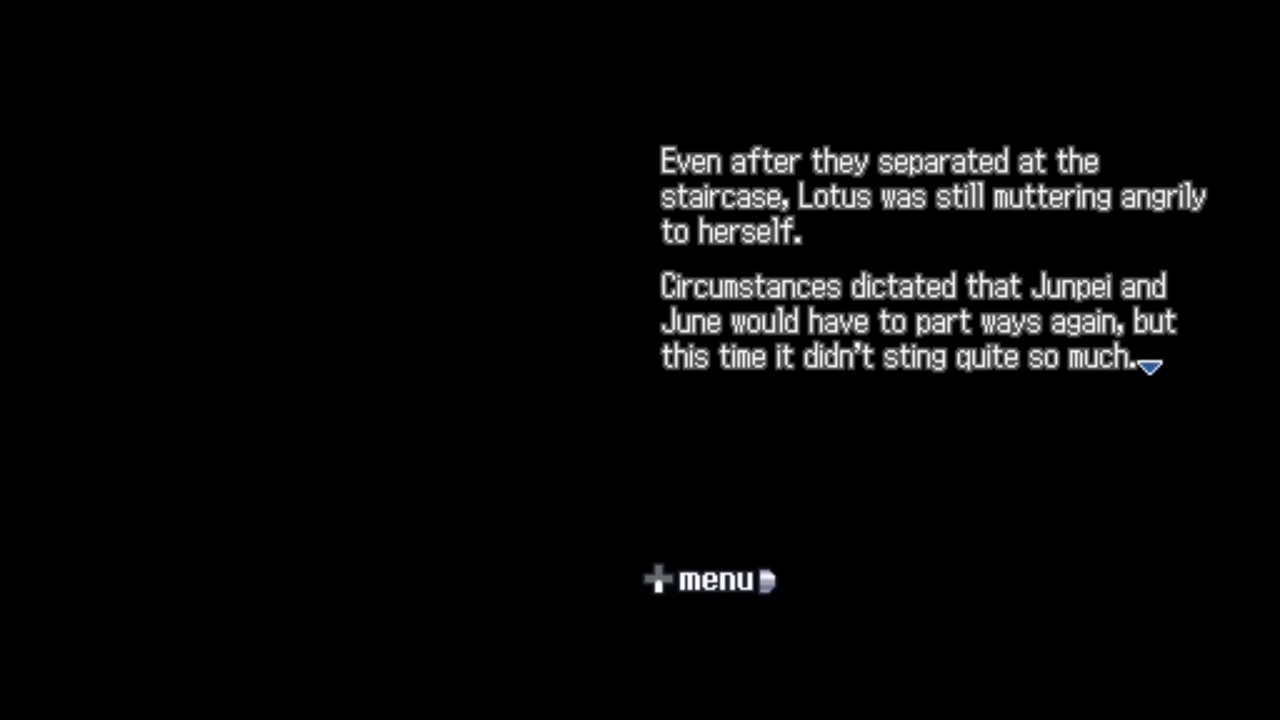 Even after they separated at the
staircase, Lotus was still muttering angrily
to herself.
Circumstances dictated that Junpei and
June would have to part ways again, but
this time it didn't sting quite so much.
menu